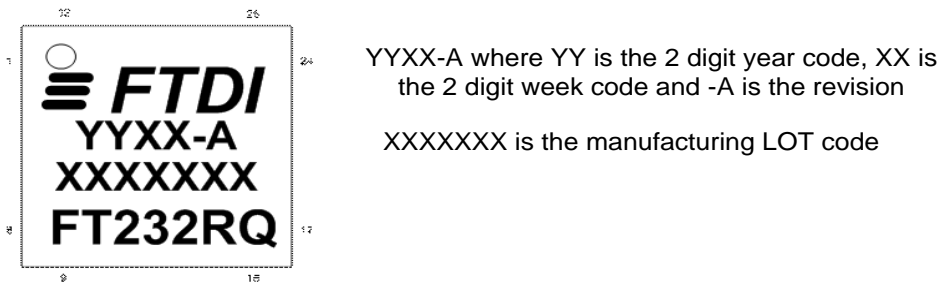 32 25
1 24
FTDI
YYXX-A
XXXXXXX
FT232RQ
8 17
9 16
YYXX-A where YY is the 2 digit year code, XX is
the 2 digit week code and -A is the revision
XXXXXXX is the manufacturing LOT code